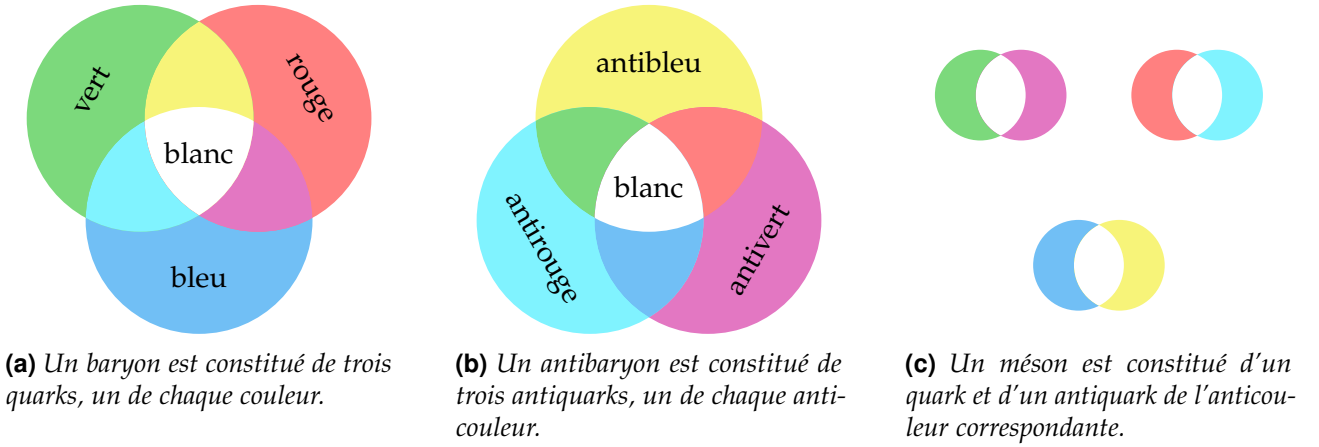 vert
rouge
blanc
bleu
(a) Un baryon est constitué de trois
quarks, un de chaque couleur.
antibleu
blanc
antirouge
antivert
(b) Un antibaryon est constitué de
trois antiquarks, un de chaque anti-
couleur.
(c) Un méson est constitué d'un
quark et d'un antiquark de l'anticou-
leur correspondante.